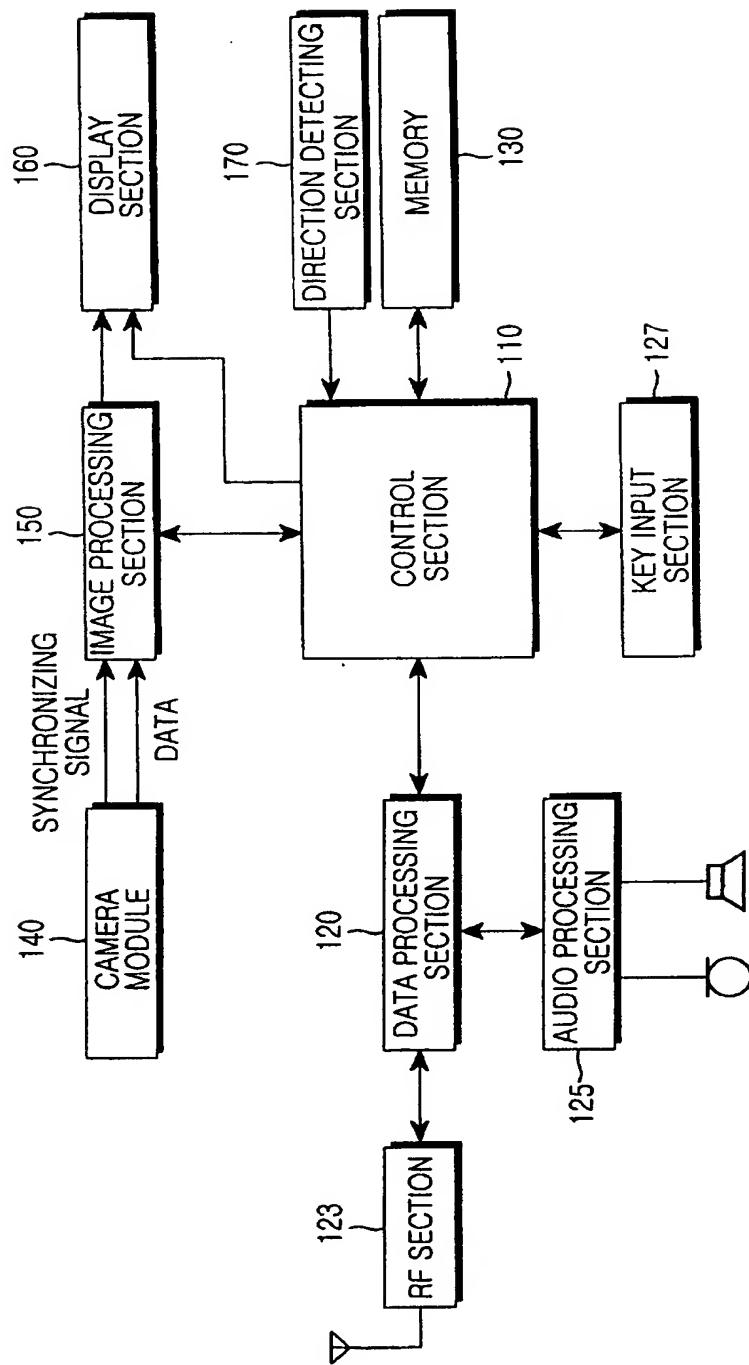 160
DISPLAY
SECTION
150
IMAGE PROCESSING
SECTION
SYNCHRONIZING
SIGNAL
DATA
140
CAMERA
MODULE
170
DIRECTION DETECTING
SECTION
MEMORY
130
110
CONTROL
SECTION
127
KEY INPUT
SECTION
120
DATA PROCESSING
SECTION
AUDIO PROCESSING
SECTION
125
123
RF SECTION